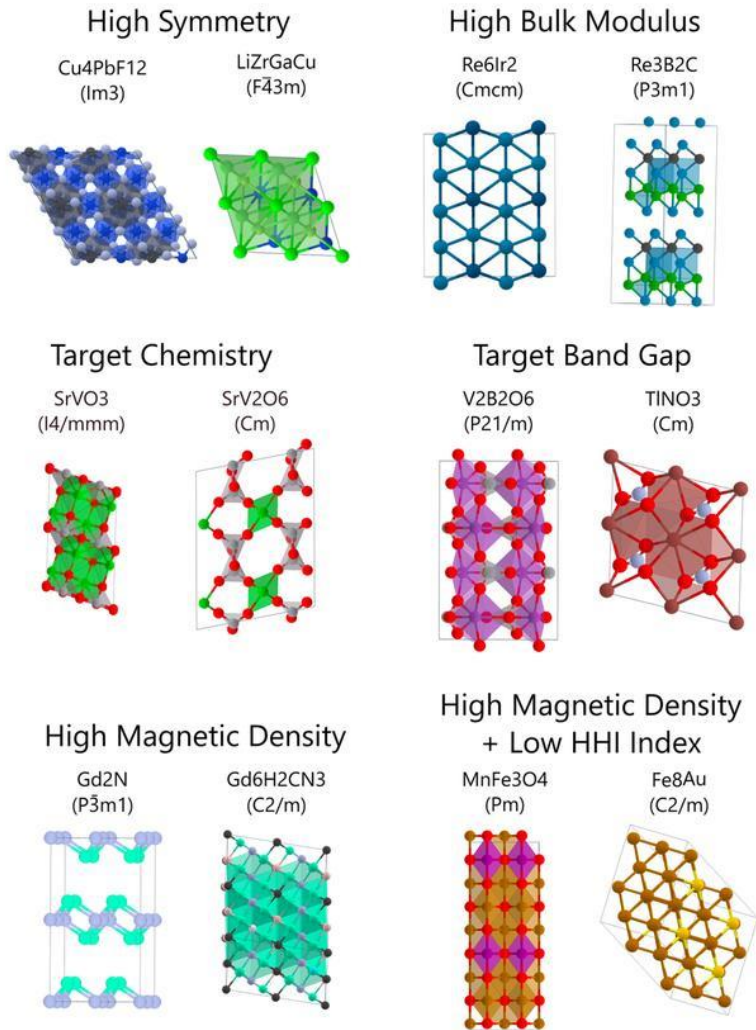 High Symmetry
Cu4PbF12
(Im3)
LiZrGaCu
(F4̅3m)
High Bulk Modulus
Re6Ir2
(Cmcm)
Re3B2C
(P3m1)
Target Chemistry
SrVO3
(I4/mmm)
SrV2O6
(Cm)
Target Band Gap
V2B2O6
(P21/m)
TlNO3
(Cm)
High Magnetic Density
Gd2N
(P3̅m1)
Gd6H2CN3
(C2/m)
High Magnetic Density
+ Low HHI Index
MnFe3O4
(Pm)
Fe8Au
(C2/m)